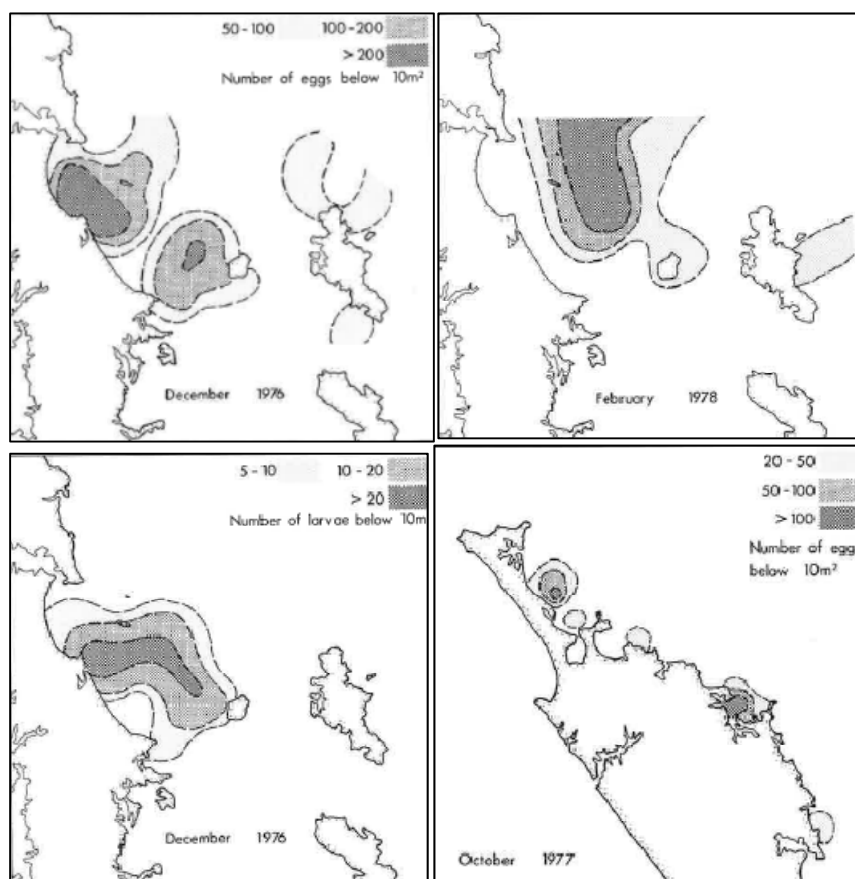 50-100 100-200
>200
Number of eggs below 10m²
December 1976
February 1978
5-10 10-20
>20
Number of larvae below 10m
December 1976
20-50
50-100
>100
Number of egg
below 10m²
October 1977